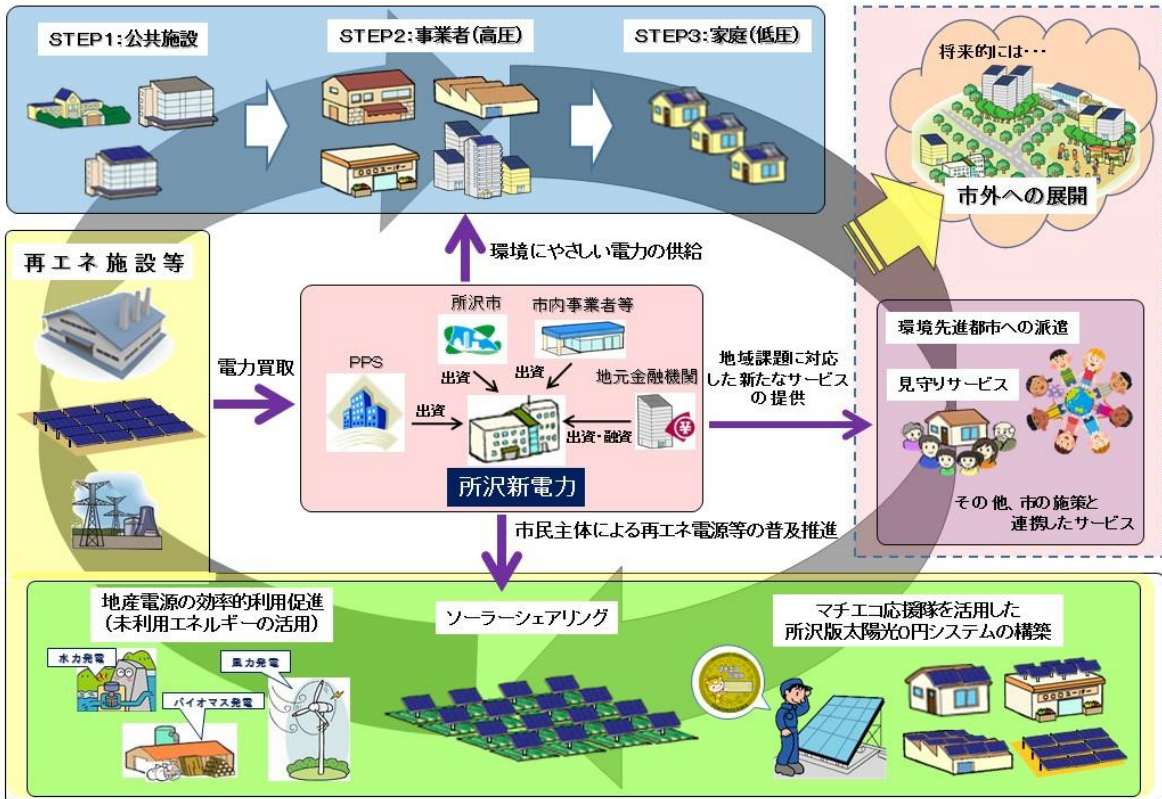 STEP1:公共施設
STEP2:事業者(高圧)
STEP3:家庭(低圧)
将来的には…
市外への展開
再エネ施設等
環境にやさしい電力の供給
電力買取
所沢市
市内事業者等
PPS
出資
出資
出資
地元金融機関
出資・融資
所沢新電力
地域課題に対応
した新たなサービス
の提供
環境先進都市への派遣
見守りサービス
その他、市の施策と
連携したサービス
市民主体による再エネ電源等の普及推進
地産電源の効率的利用促進
(未利用エネルギーの活用)
水力発電
風力発電
バイオマス発電
ソーラーシェアリング
マチエコ応援隊を活用した
所沢版太陽光0円システムの構築